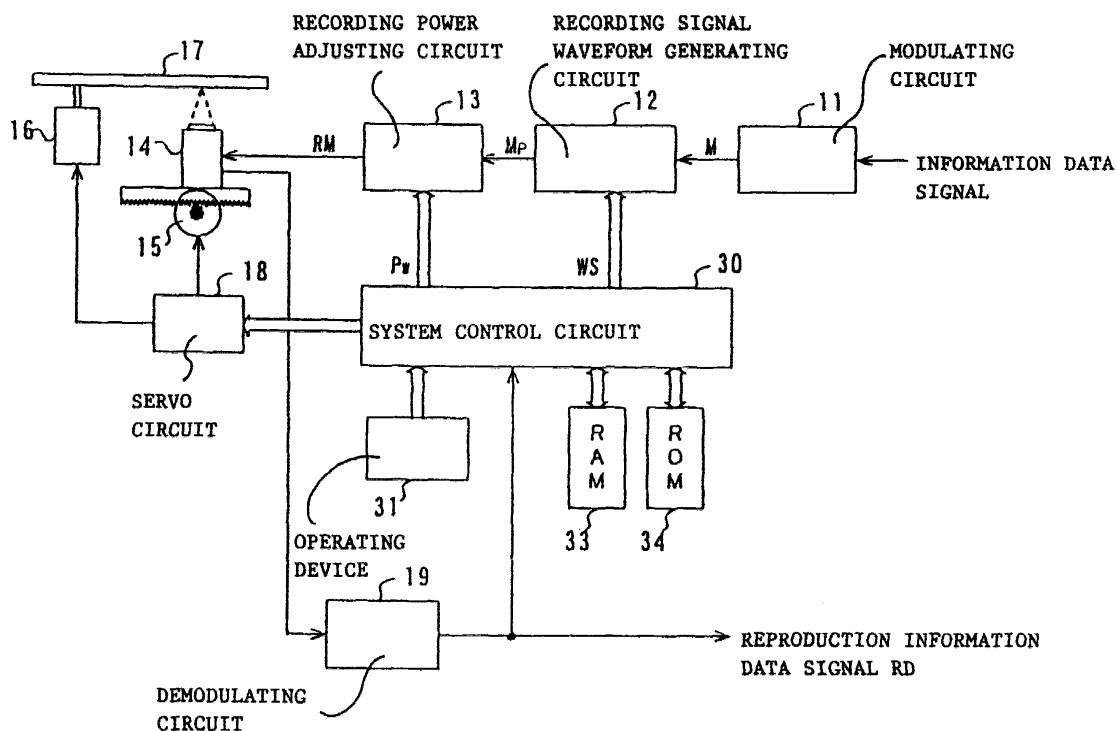 RECORDING POWER
ADJUSTING CIRCUIT
RECORDING SIGNAL
WAVEFORM GENERATING
CIRCUIT
MODULATING
CIRCUIT
17
16
13
12
11
14
RM
MP
M
INFORMATION DATA
SIGNAL
15
PW
WS
30
18
SYSTEM CONTROL CIRCUIT
SERVO
CIRCUIT
RAM
ROM
31
33
34
OPERATING
DEVICE
19
REPRODUCTION INFORMATION
DATA SIGNAL RD
DEMODULATING
CIRCUIT